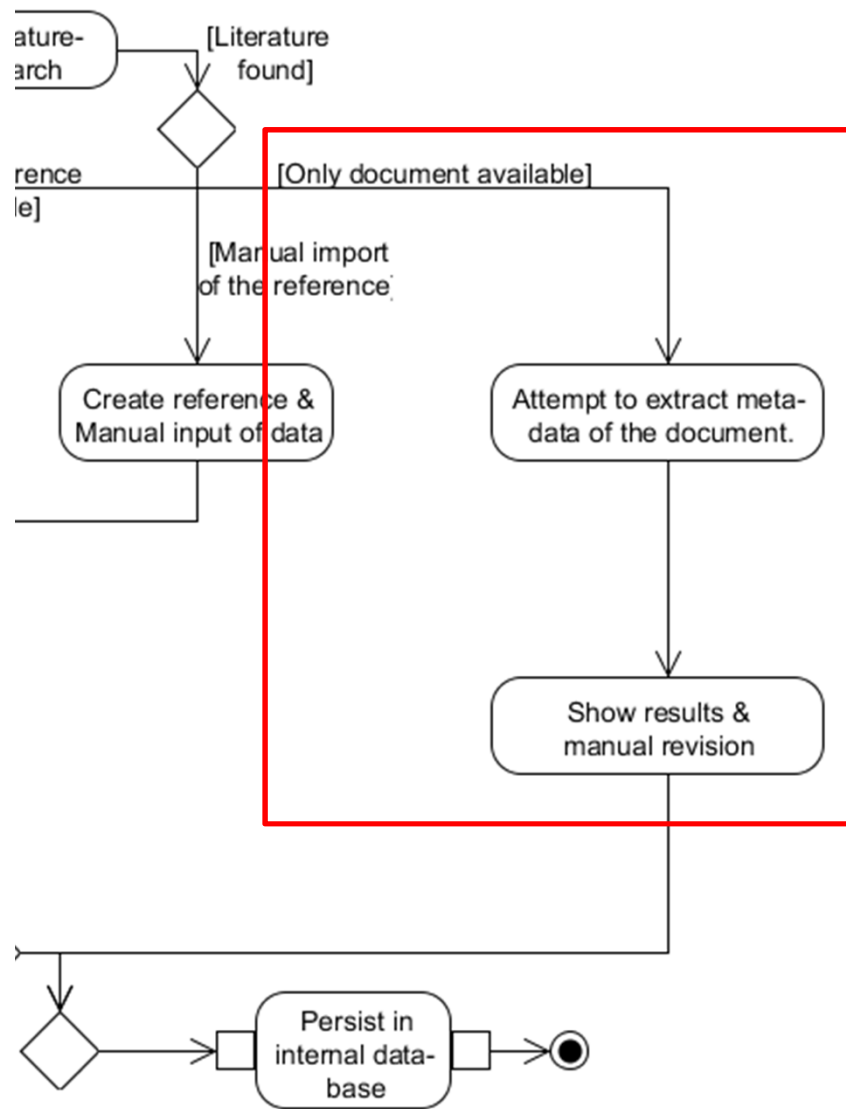 ature-
arch
[Literature
found]
rence
le]
[Only document available]
[Manual import
of the reference]
Create reference &
Manual input of data
Attempt to extract meta-
data of the document.
Show results &
manual revision
Persist in
internal data-
base